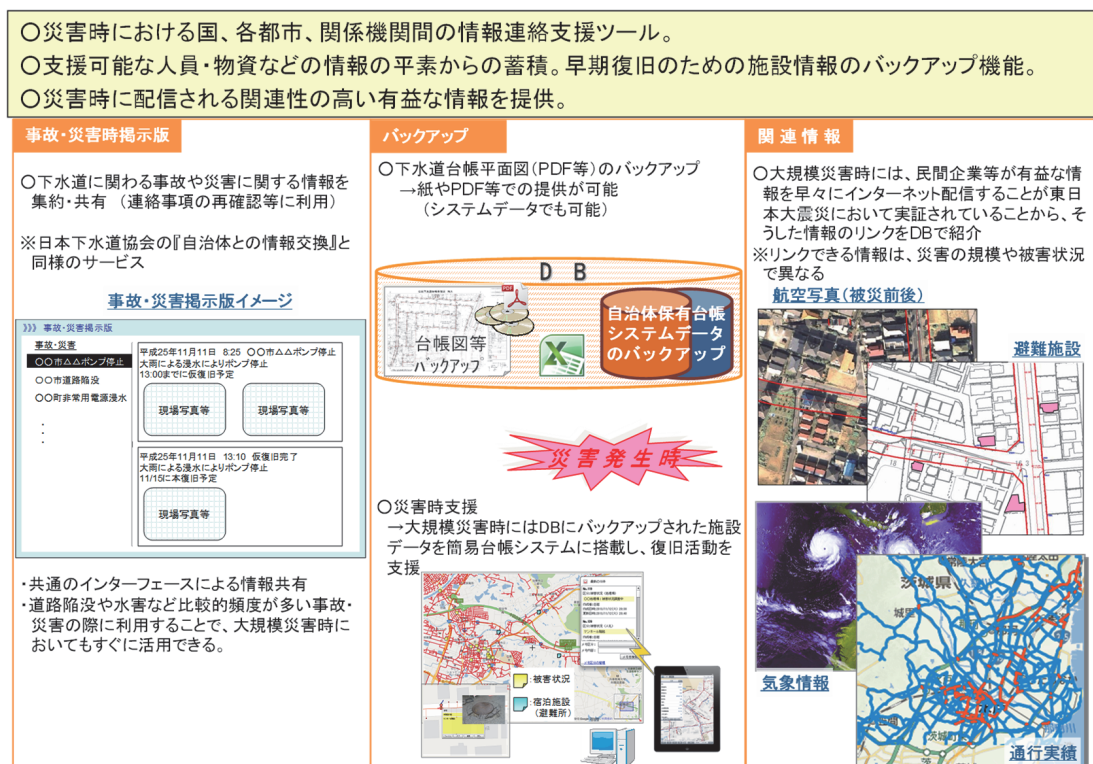 ○災害時における国、各都市、関係機関間の情報連絡支援ツール。
○支援可能な人員・物資などの情報の平素からの蓄積。早期復旧のための施設情報のバックアップ機能。
○災害時に配信される関連性の高い有益な情報を提供。
事故・災害時掲示版
○下水道に関わる事故や災害に関する情報を
集約・共有　（連絡事項の再確認等に利用）
※日本下水道協会の『自治体との情報交換』と
同様のサービス
事故・災害掲示版イメージ
》》》 事故・災害掲示版
事故・災害
○○市△△ポンプ停止
○○市道路陥没
○○町非常用電源浸水
平成25年11月11日　8:25　○○市△△ポンプ停止
大雨による浸水によりポンプ停止
13:00までに仮復旧予定
現場写真等
現場写真等
平成25年11月11日　13:10　仮復旧完了
大雨による浸水によりポンプ停止
11/15に本復旧予定
現場写真等
・共通のインターフェースによる情報共有
・道路陥没や水害など比較的頻度が多い事故・
災害の際に利用することで、大規模災害時に
おいてもすぐに活用できる。
バックアップ
○下水道台帳平面図（PDF等）のバックアップ
→紙やPDF等での提供が可能
（システムデータでも可能）
D B
PDF
台帳図等
バックアップ
自治体保有台帳
システムデータ
のバックアップ
災害発生時
○災害時支援
→大規模災害時にはDBにバックアップされた施設
データを簡易台帳システムに搭載し、復旧活動を
支援
:被害状況
:宿泊施設
（避難所）
関連情報
○大規模災害時には、民間企業等が有益な情
報を早々にインターネット配信することが東日
本大震災において実証されていることから、そ
うした情報のリンクをDBで紹介
※リンクできる情報は、災害の規模や被害状況
で異なる
航空写真（被災前後）
避難施設
18
気象情報
茨城県
通行実績